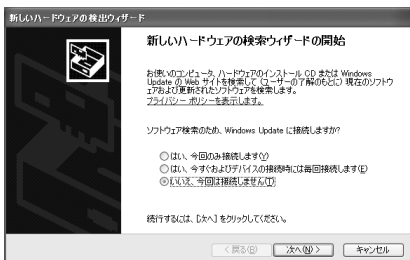 新しいハードウェアの検出ウィザード
新しいハードウェアの検索ウィザードの開始
お使いのコンピュータ、ハードウェアのインストール CD または Windows
Update の Web サイトを検索して (ユーザーの了解のもとに) 現在のソフトウ
ェアおよび更新されたソフトウェアを検索します。
プライバシー ポリシーを表示します。
ソフトウェア検索のため、Windows Update に接続しますか?
はい、今回のみ接続します(Y)
はい、今すぐおよびデバイスの接続時には毎回接続します(E)
いいえ、今回は接続しません(T)
続行するには、[次へ] をクリックしてください。
< 戻る(B)
次へ(N) >
キャンセル